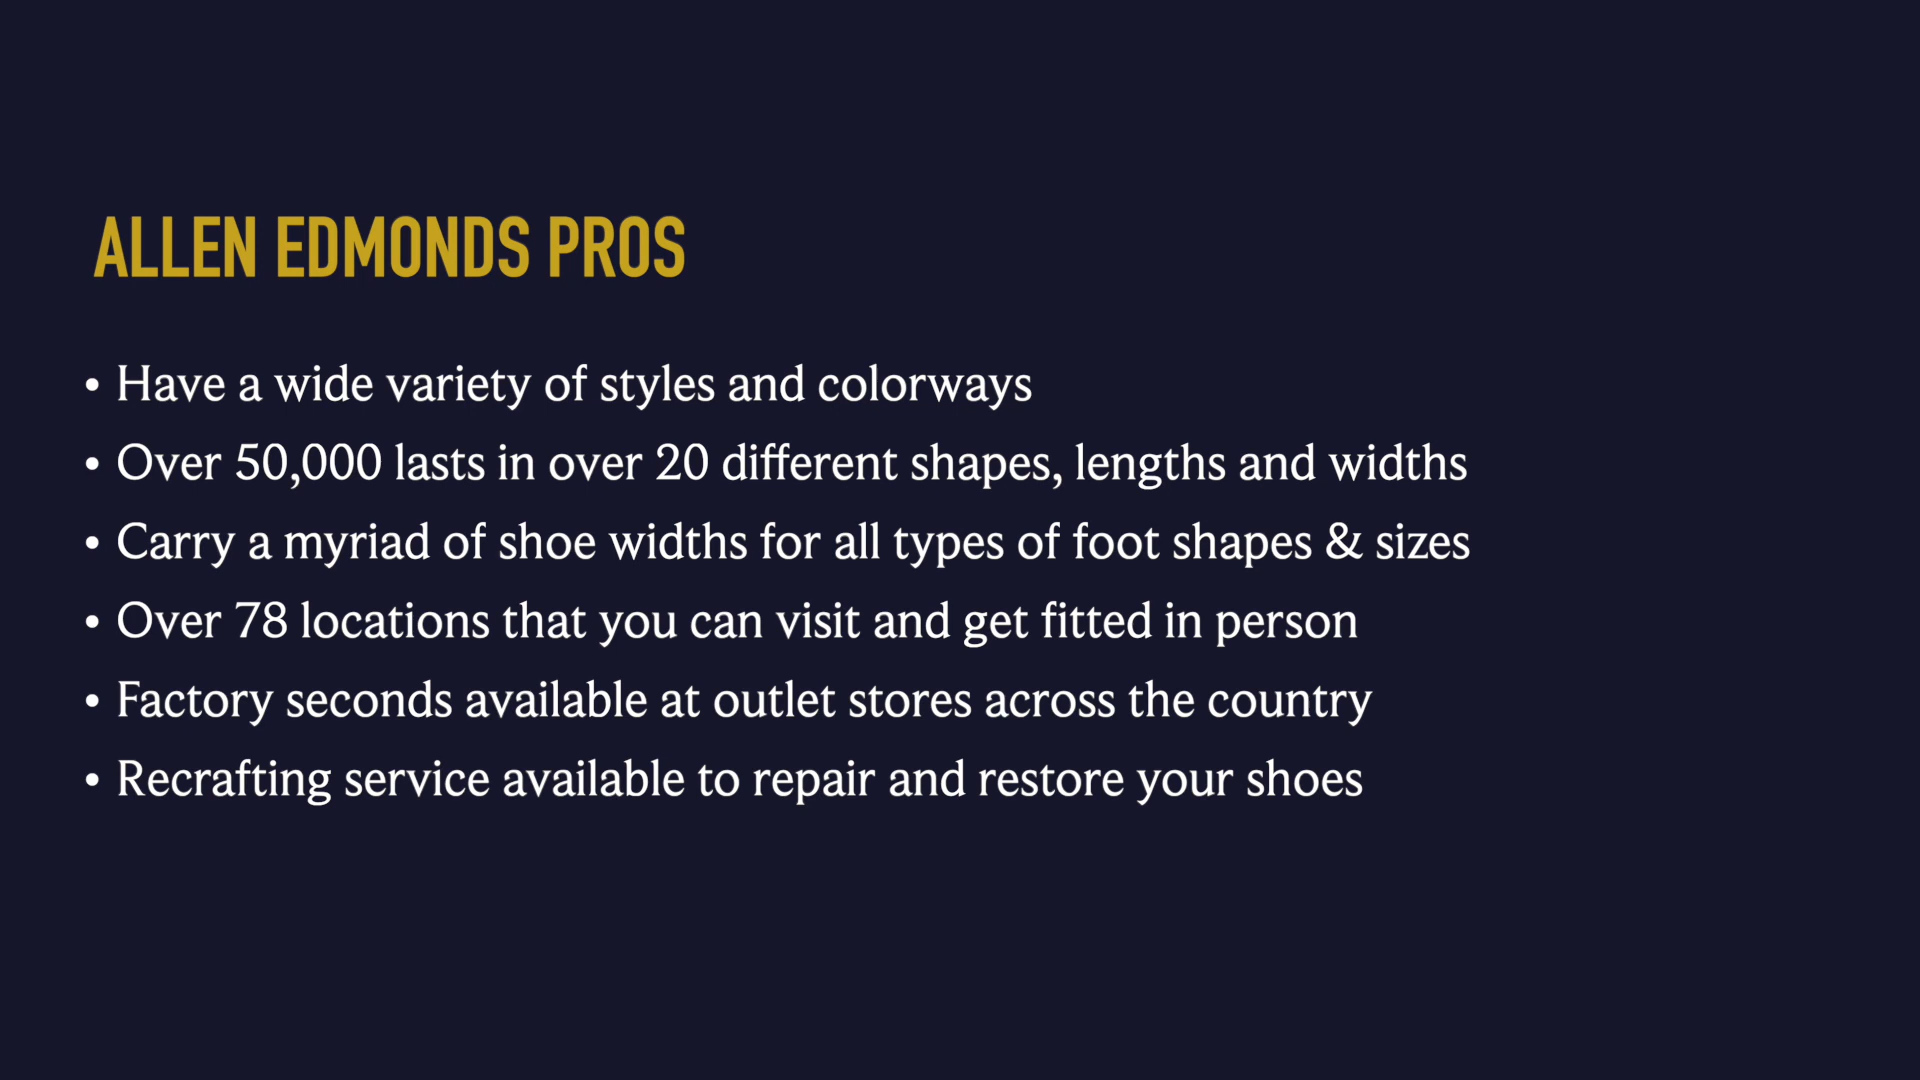 ALLEN EDMONDS PROS
• Have a wide variety of styles and colorways
• Over 50,000 lasts in over 20 different shapes, lengths and widths
• Carry a myriad of shoe widths for all types of foot shapes & sizes
• Over 78 locations that you can visit and get fitted in person
• Factory seconds available at outlet stores across the country
• Recrafting service available to repair and restore your shoes